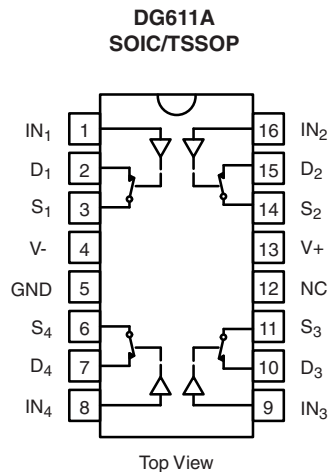 DG611A
SOIC/TSSOP
IN1 1 16 IN2
D1 2 15 D2
S1 3 14 S2
V- 4 13 V+
GND 5 12 NC
S4 6 11 S3
D4 7 10 D3
IN4 8 9 IN3
Top View